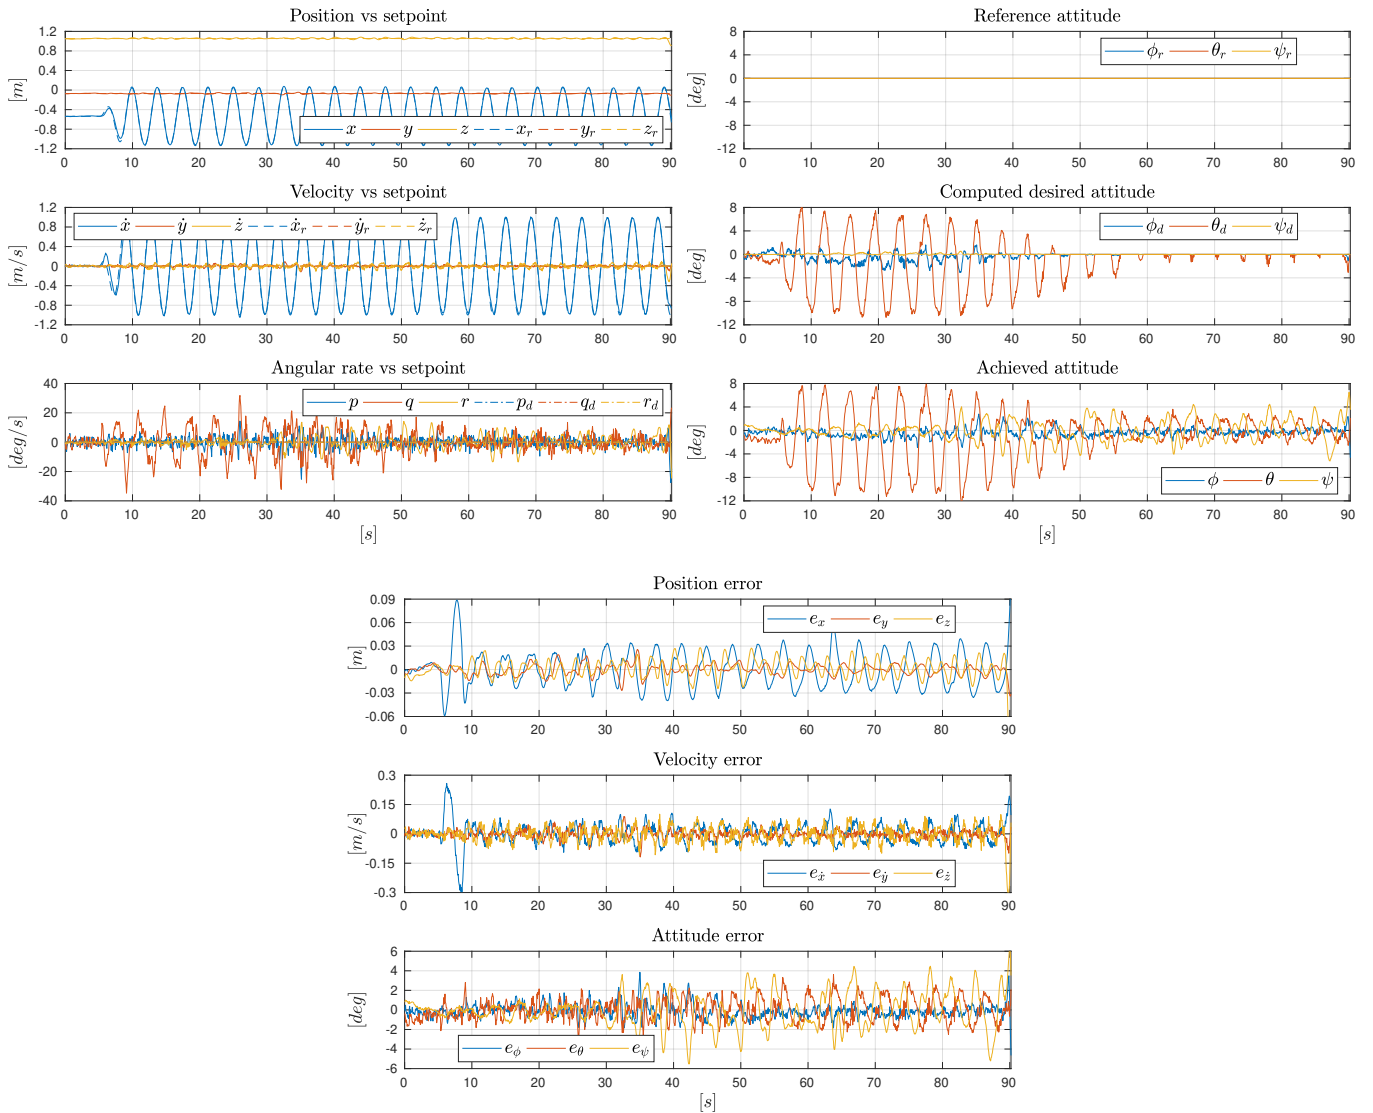 Position vs setpoint
1.2
0.8
0.4
0
-0.4
-0.8
-1.2
[m]
x y z x_r y_r z_r
0 10 20 30 40 50 60 70 80 90
Reference attitude
8
4
0
-4
-8
-12
[deg]
ϕ_r θ_r ψ_r
0 10 20 30 40 50 60 70 80 90
Velocity vs setpoint
1.2
0.8
0.4
0
-0.4
-0.8
-1.2
[m/s]
ẋ ẏ ż ẋ_r ẏ_r ż_r
0 10 20 30 40 50 60 70 80 90
Computed desired attitude
8
4
0
-4
-8
-12
[deg]
ϕ_d θ_d ψ_d
0 10 20 30 40 50 60 70 80 90
Angular rate vs setpoint
40
20
0
-20
-40
[deg/s]
p q r p_d q_d r_d
0 10 20 30 40 50 60 70 80 90
[s]
Achieved attitude
8
4
0
-4
-8
-12
[deg]
ϕ θ ψ
0 10 20 30 40 50 60 70 80 90
[s]
Position error
0.09
0.06
0.03
0
-0.03
-0.06
[m]
e_x e_y e_z
0 10 20 30 40 50 60 70 80 90
Velocity error
0.3
0.15
0
-0.15
-0.3
[m/s]
e_ẋ e_ẏ e_ż
0 10 20 30 40 50 60 70 80 90
Attitude error
6
4
2
0
-2
-4
-6
[deg]
e_ϕ e_θ e_ψ
0 10 20 30 40 50 60 70 80 90
[s]